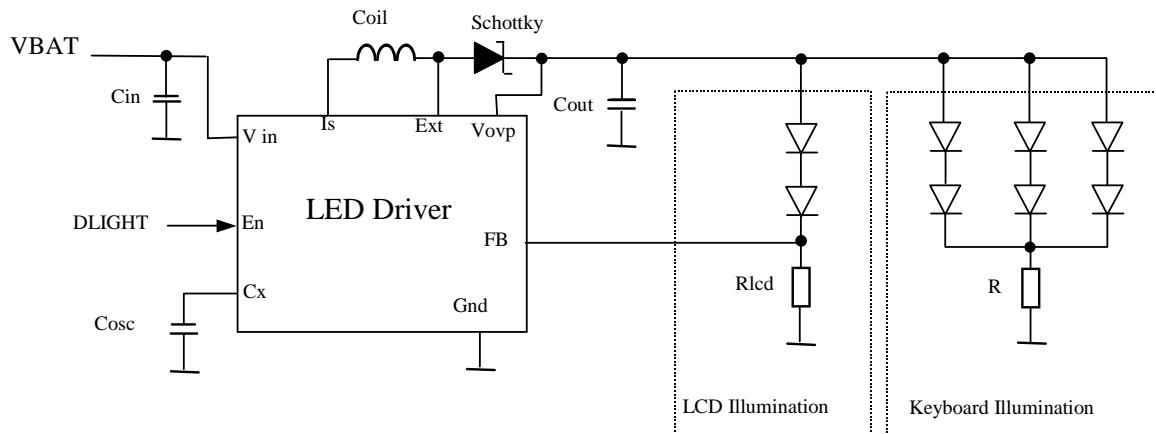 Coil
Schottky
VBAT
Cin
Is
Ext
Vovp
Cout
V in
LED Driver
DLIGHT
En
FB
Cx
Gnd
Cosc
Rlcd
R
LCD Illumination
Keyboard Illumination